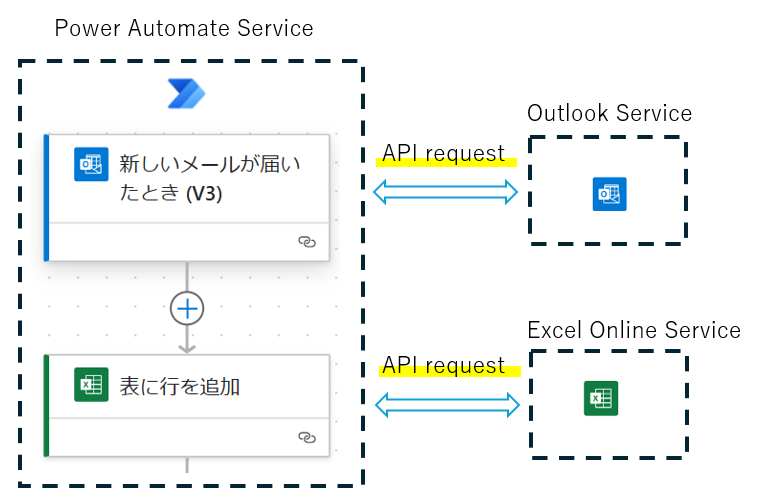 Power Automate Service
Outlook Service
API request
新しいメールが届い
たとき (V3)
Excel Online Service
API request
表に行を追加